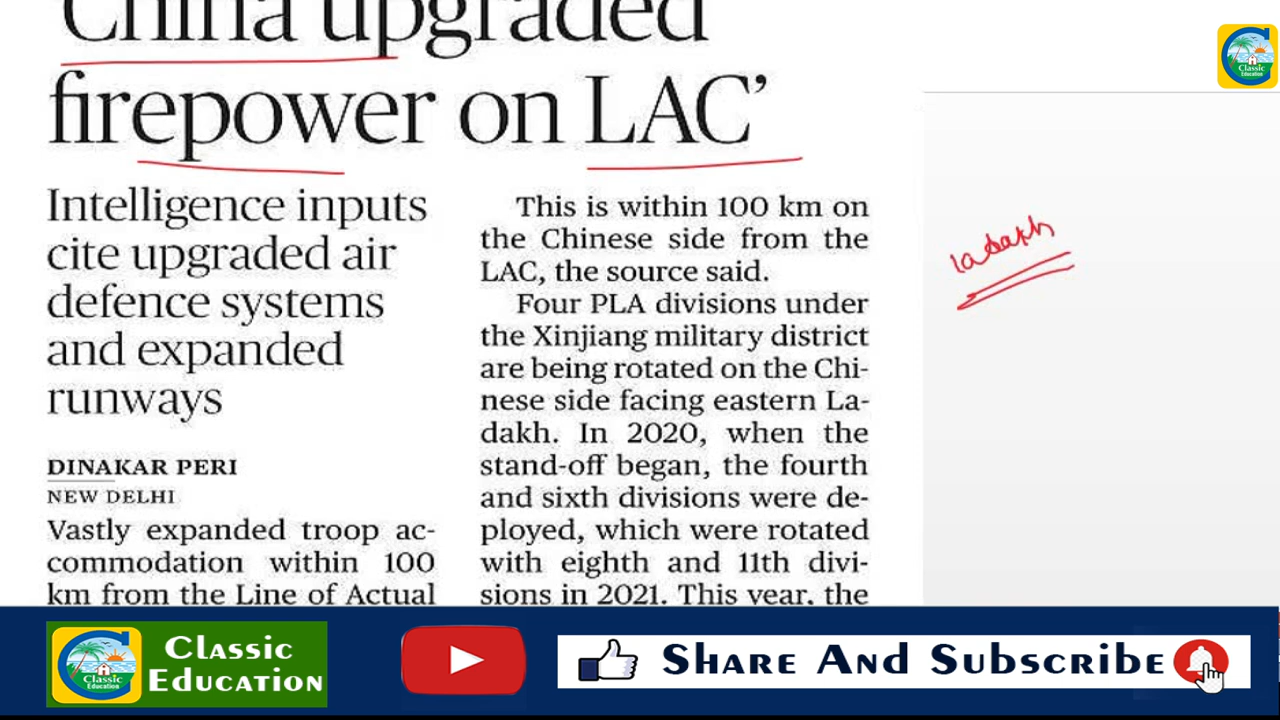 'China upgraded
firepower on LAC'
Intelligence inputs
cite upgraded air
defence systems
and expanded
runways
DINAKAR PERI
NEW DELHI
Vastly expanded troop ac-
commodation within 100
km from the Line of Actual
This is within 100 km on
the Chinese side from the
LAC, the source said.
Four PLA divisions under
the Xinjiang military district
are being rotated on the Chi-
nese side facing eastern La-
dakh. In 2020, when the
stand-off began, the fourth
and sixth divisions were de-
ployed, which were rotated
with eighth and 11th divi-
sions in 2021. This year, the
ladakh
Classic
Education
Classic
Education
Classic
Education
Share And Subscribe